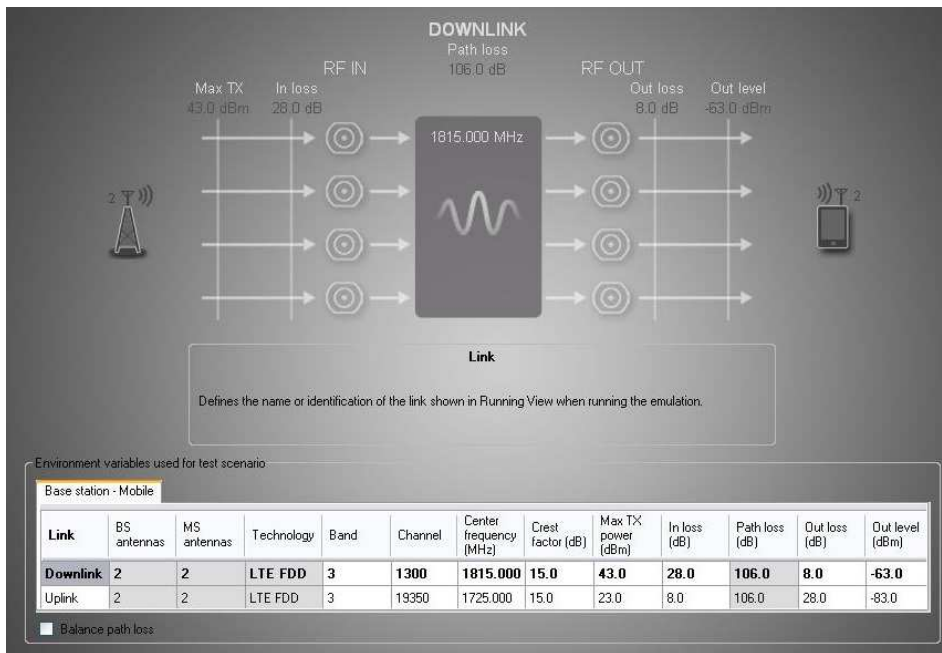 DOWNLINK
Path loss
106.0 dB
RF IN
RF OUT
Max TX
43.0 dBm
In loss
28.0 dB
Out loss
8.0 dB
Out level
-63.0 dBm
1815.000 MHz
2
2
Link
Defines the name or identification of the link shown in Running View when running the emulation.
Environment variables used for test scenario
Base station - Mobile
Link BS antennas MS antennas Technology Band Channel Center frequency (MHz) Crest factor (dB) Max TX power (dBm) In loss (dB) Path loss (dB) Out loss (dB) Out level (dBm)
Downlink 2 2 LTE FDD 3 1300 1815.000 15.0 43.0 28.0 106.0 8.0 -63.0
Uplink 2 2 LTE FDD 3 19350 1725.000 15.0 23.0 8.0 106.0 28.0 -83.0
Balance path loss